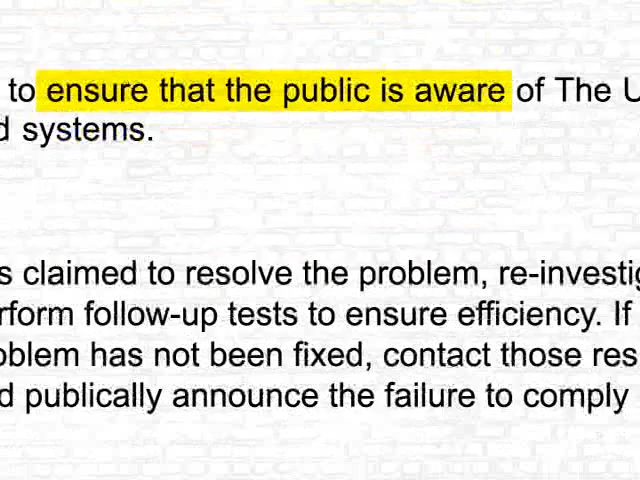 to ensure that the public is aware of The U
d systems.
s claimed to resolve the problem, re-investig
rform follow-up tests to ensure efficiency. If
oblem has not been fixed, contact those res
d publically announce the failure to comply